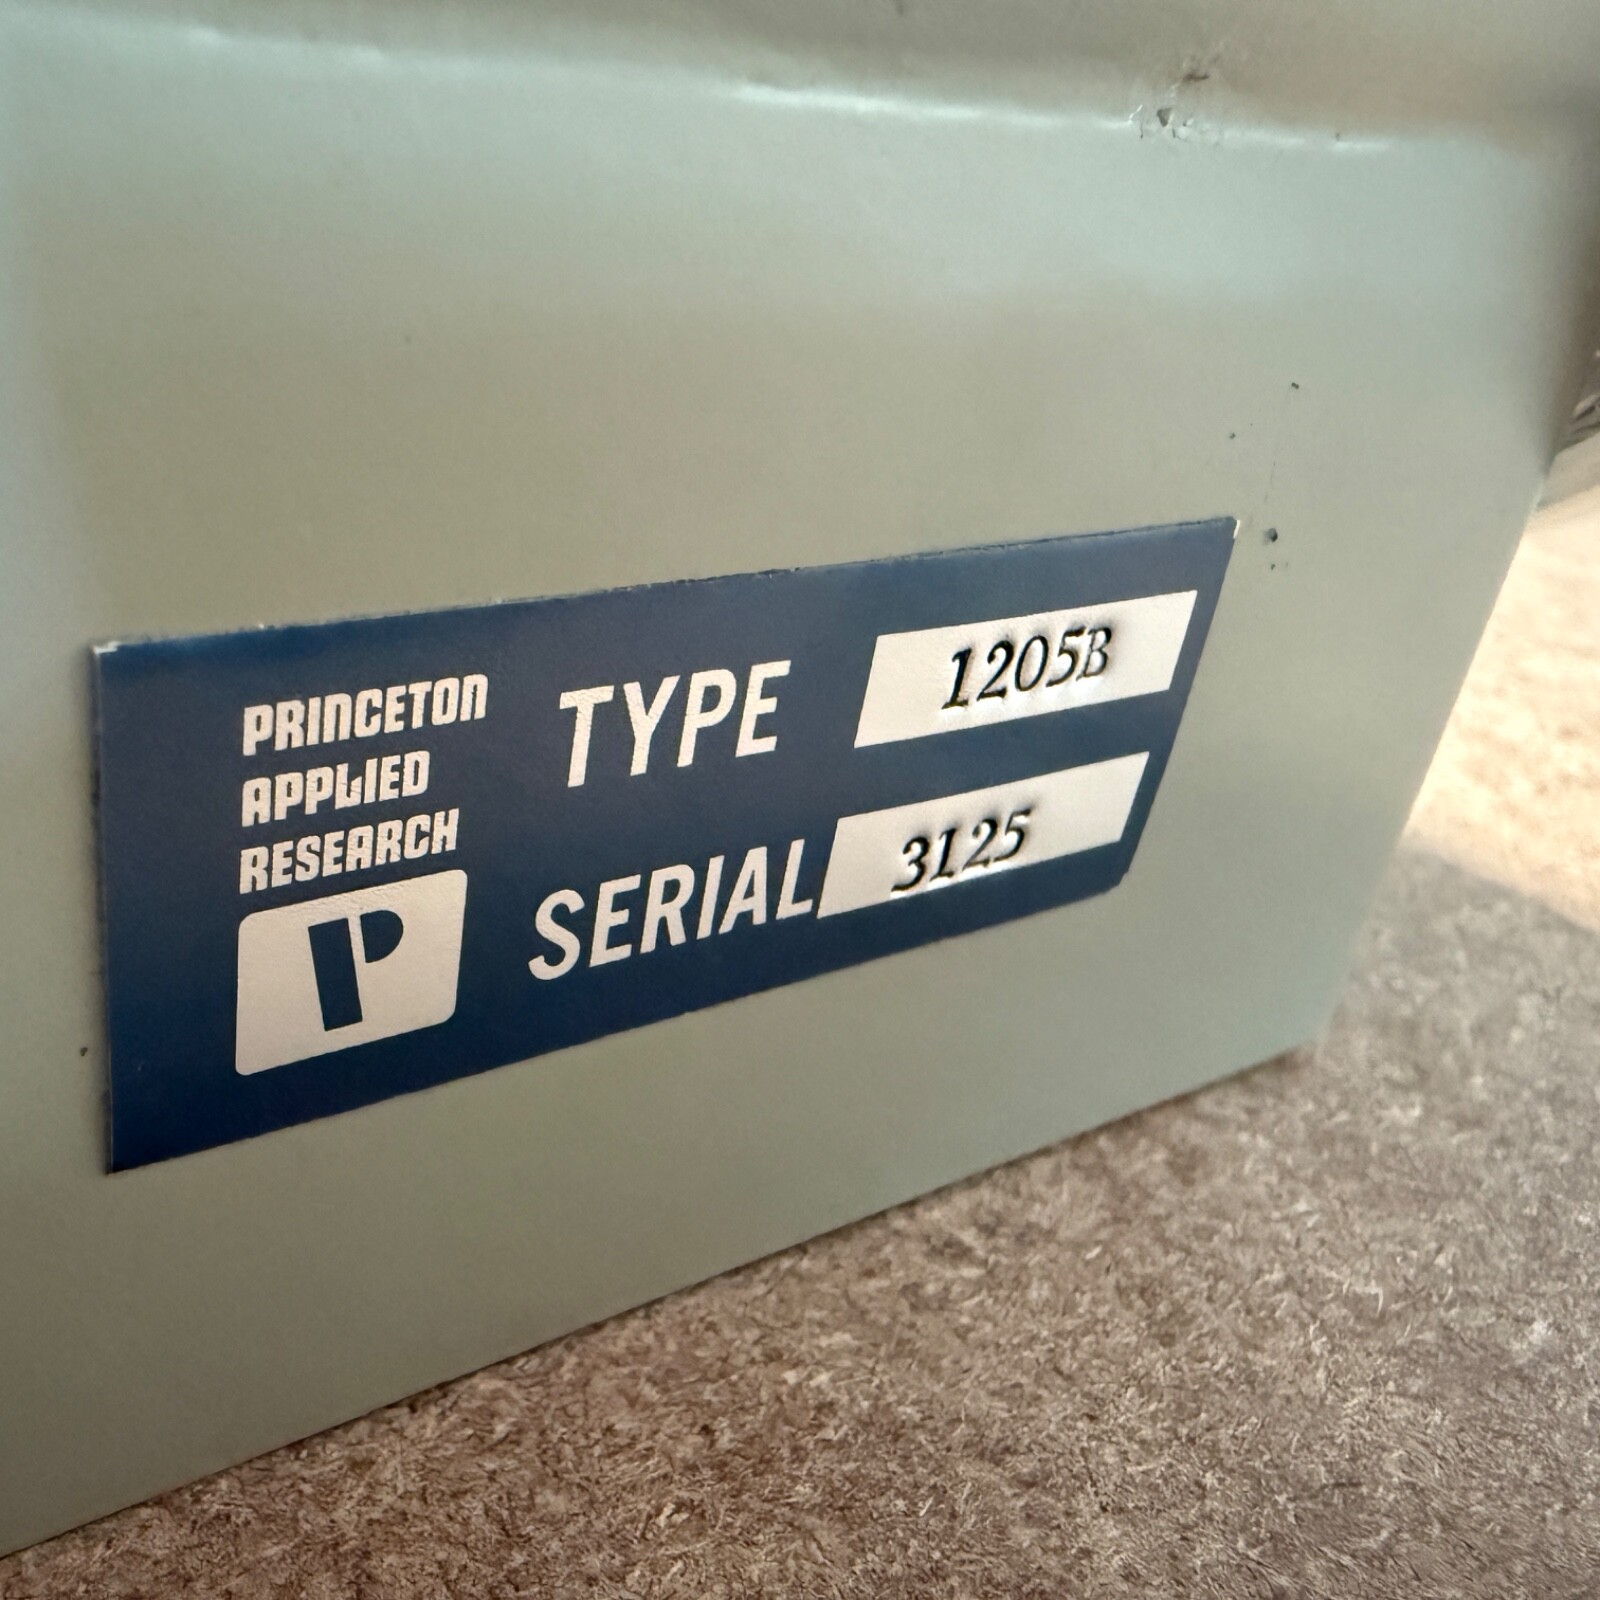 PRINCETON
APPLIED
RESEARCH
P
TYPE 1205B
SERIAL 3125